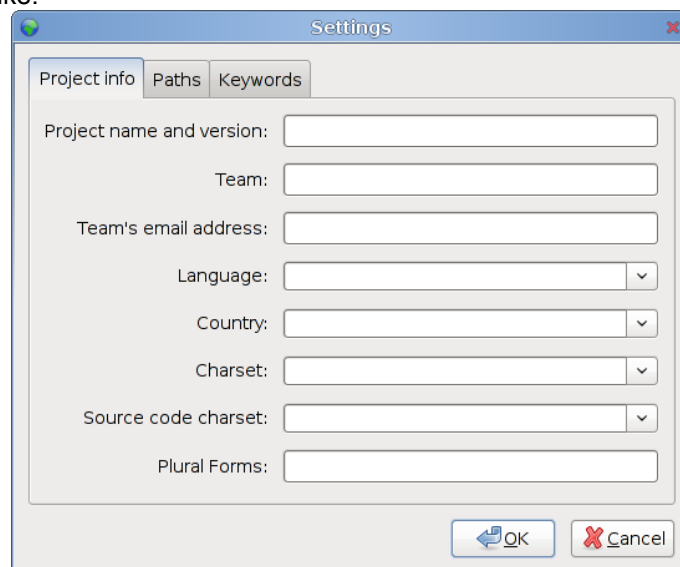 Settings
Project info Paths Keywords
Project name and version:
Team:
Team's email address:
Language:
Country:
Charset:
Source code charset:
Plural Forms:
OK Cancel